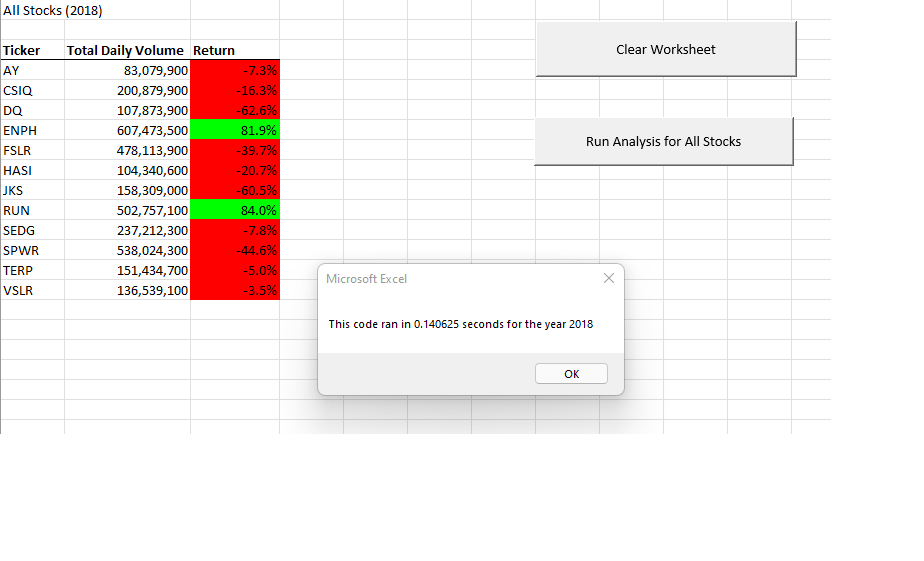 All Stocks (2018)
Clear Worksheet
Ticker Total Daily Volume Return
AY 83,079,900 -7.3%
CSIQ 200,879,900 -16.3%
DQ 107,873,900 -62.6%
ENPH 607,473,500 81.9%
Run Analysis for All Stocks
FSLR 478,113,900 -39.7%
HASI 104,340,600 -20.7%
JKS 158,309,000 -60.5%
RUN 502,757,100 84.0%
SEDG 237,212,300 -7.8%
SPWR 538,024,300 -44.6%
TERP 151,434,700 -5.0%
VSLR 136,539,100 -3.5%
Microsoft Excel
This code ran in 0.140625 seconds for the year 2018
OK